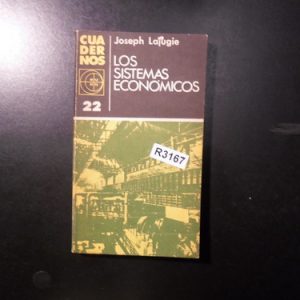 CUA
DER
NOS
22
Joseph Lajugie
LOS
SISTEMAS
ECONOMICOS
R3167